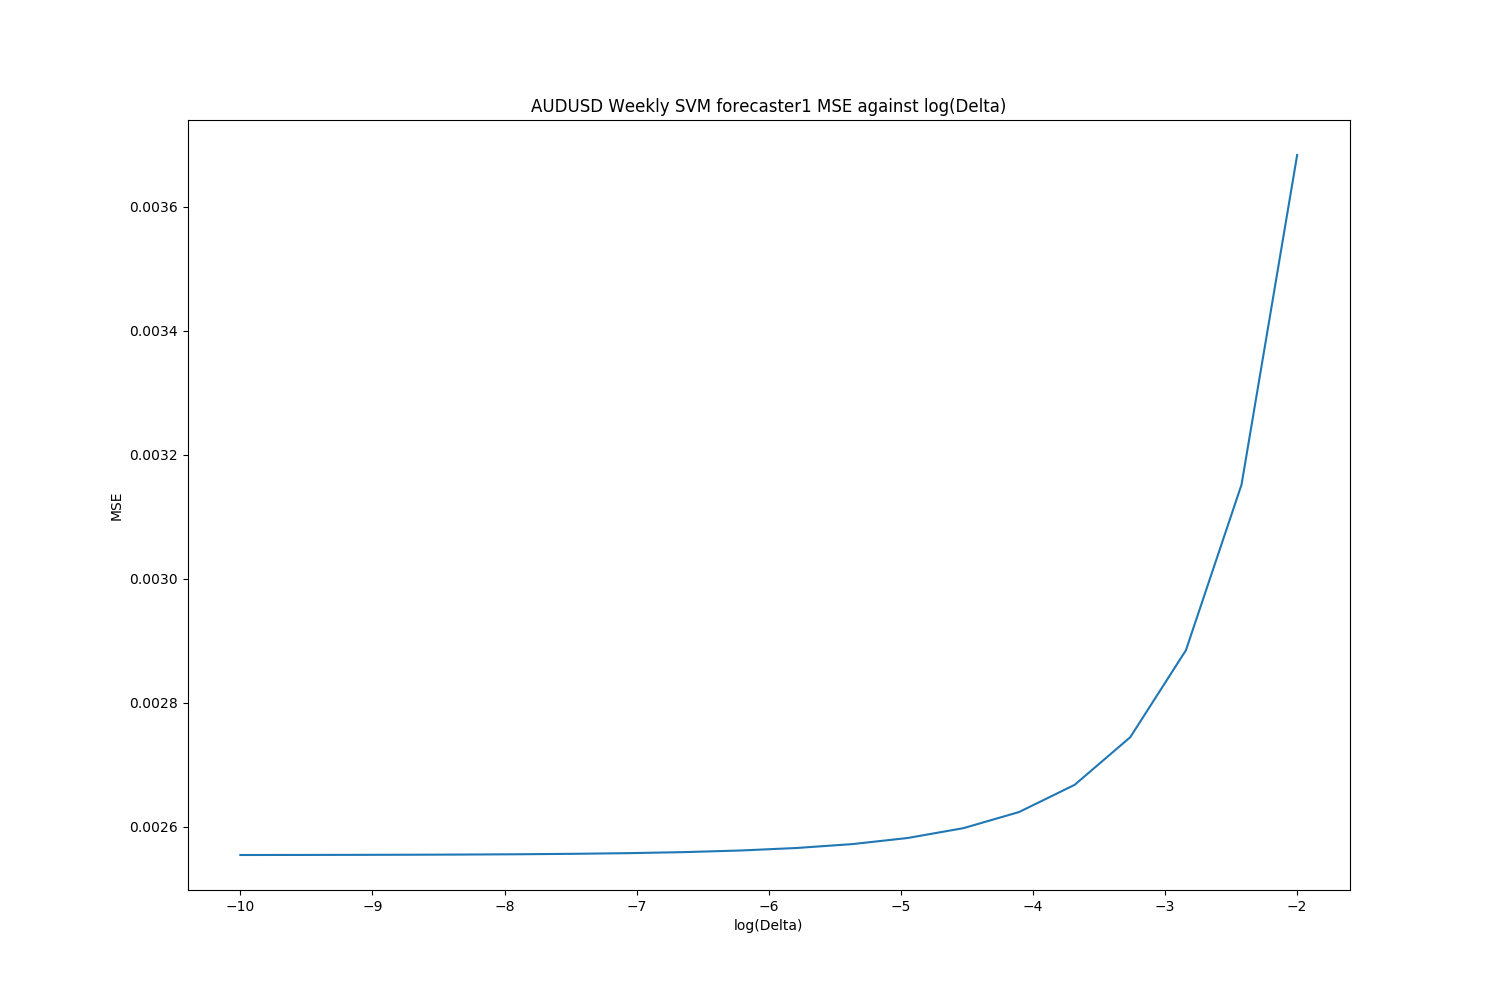 AUDUSD Weekly SVM forecaster1 MSE against log(Delta)
0.0036
0.0034
0.0032
0.0030
0.0028
0.0026
MSE
−10 −9 −8 −7 −6 −5 −4 −3 −2
log(Delta)